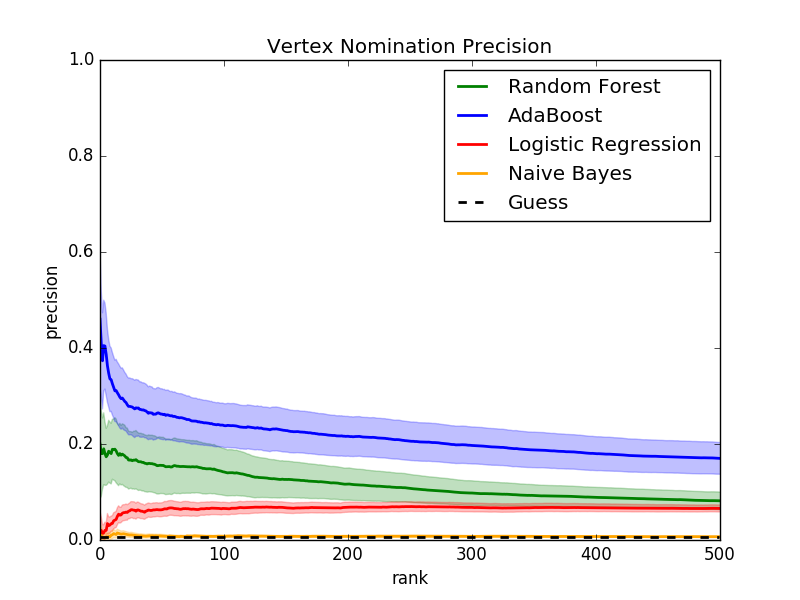 Vertex Nomination Precision
1.0
0.8
0.6
0.4
0.2
0.0
precision
Random Forest
AdaBoost
Logistic Regression
Naive Bayes
Guess
0 100 200 300 400 500
rank